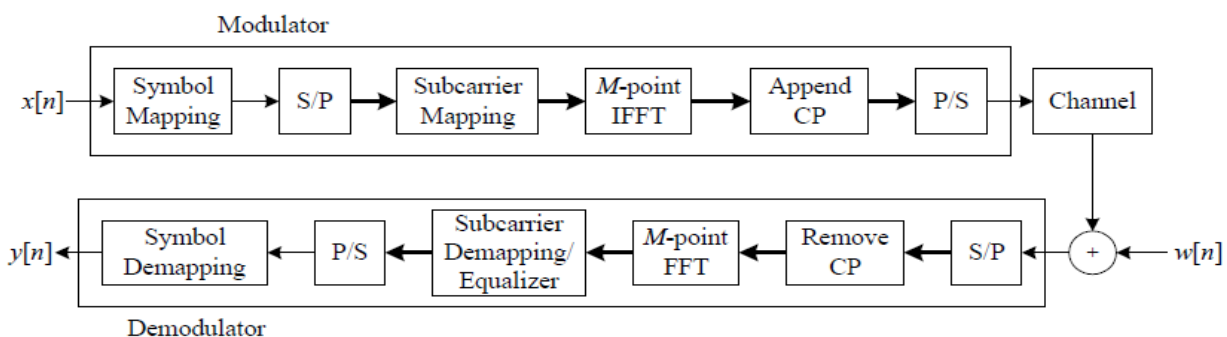 Modulator
x[n]
Symbol
Mapping
S/P
Subcarrier
Mapping
M-point
IFFT
Append
CP
P/S
Channel
y[n]
Symbol
Demapping
P/S
Subcarrier
Demapping/
Equalizer
M-point
FFT
Remove
CP
S/P
+
w[n]
Demodulator